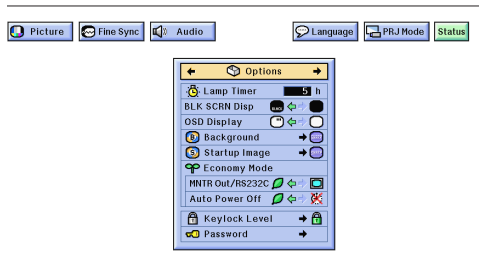 Picture Fine Sync Audio Language PRJ Mode Status
Options
Lamp Timer 5 h
BLK SCRN Disp BLACK
OSD Display
Background
Startup Image
Economy Mode
MNTR Out/RS232C
Auto Power Off
Keylock Level
Password